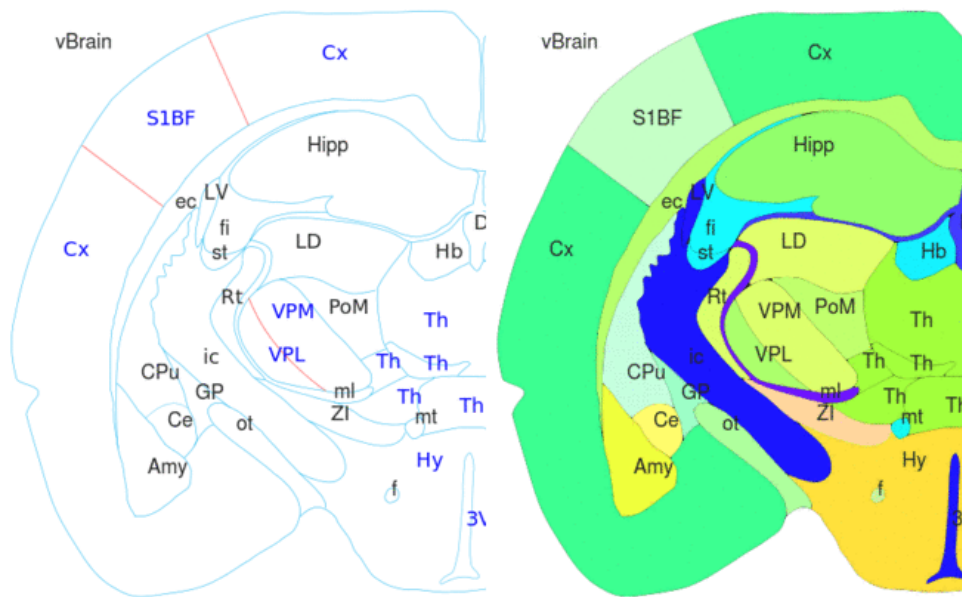 vBrain
Cx
S1BF
Hipp
ec
LV
Cx
fi
st
LD
Hb
D
Rt
VPM
PoM
Th
VPL
ic
Th
Th
CPu
GP
ml
Th
ZI
mt
Th
Ce
ot
Amy
Hy
f
3V
vBrain
Cx
S1BF
Hipp
ec
LV
Cx
fi
st
LD
Hb
Rt
VPM
PoM
Th
VPL
ic
Th
Th
CPu
GP
ml
Th
ZI
mt
Th
Ce
ot
Amy
Hy
f
3